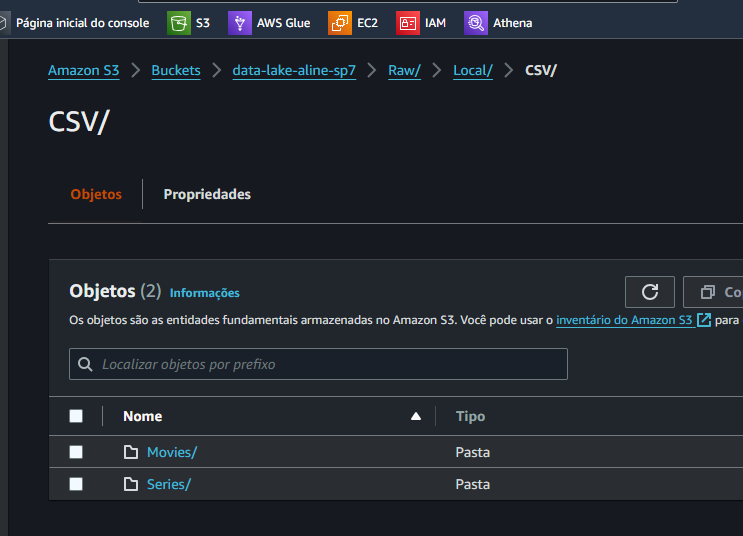 Página inicial do console S3 AWS Glue EC2 IAM Athena
Amazon S3 Buckets data-lake-aline-sp7 Raw/ Local/ CSV/
CSV/
Objetos Propriedades
Objetos (2) Informações
Os objetos são as entidades fundamentais armazenadas no Amazon S3. Você pode usar o inventário do Amazon S3 para
Localizar objetos por prefixo
Nome Tipo
Movies/ Pasta
Series/ Pasta